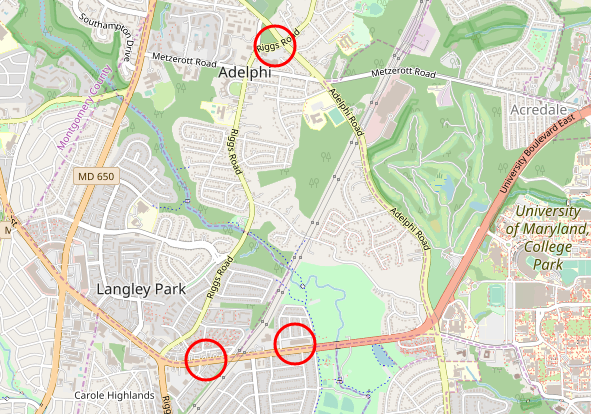 Southampton Drive
Riggs Road
Metzerott Road
Adelphi
Metzerott Road
Montgomery County
Adelphi Road
Acredale
University Boulevard East
Riggs Road
MD 650
University
of Maryland,
College
Park
Adelphi Road
Riggs Road
Langley Park
Carole Highlands
Riggs